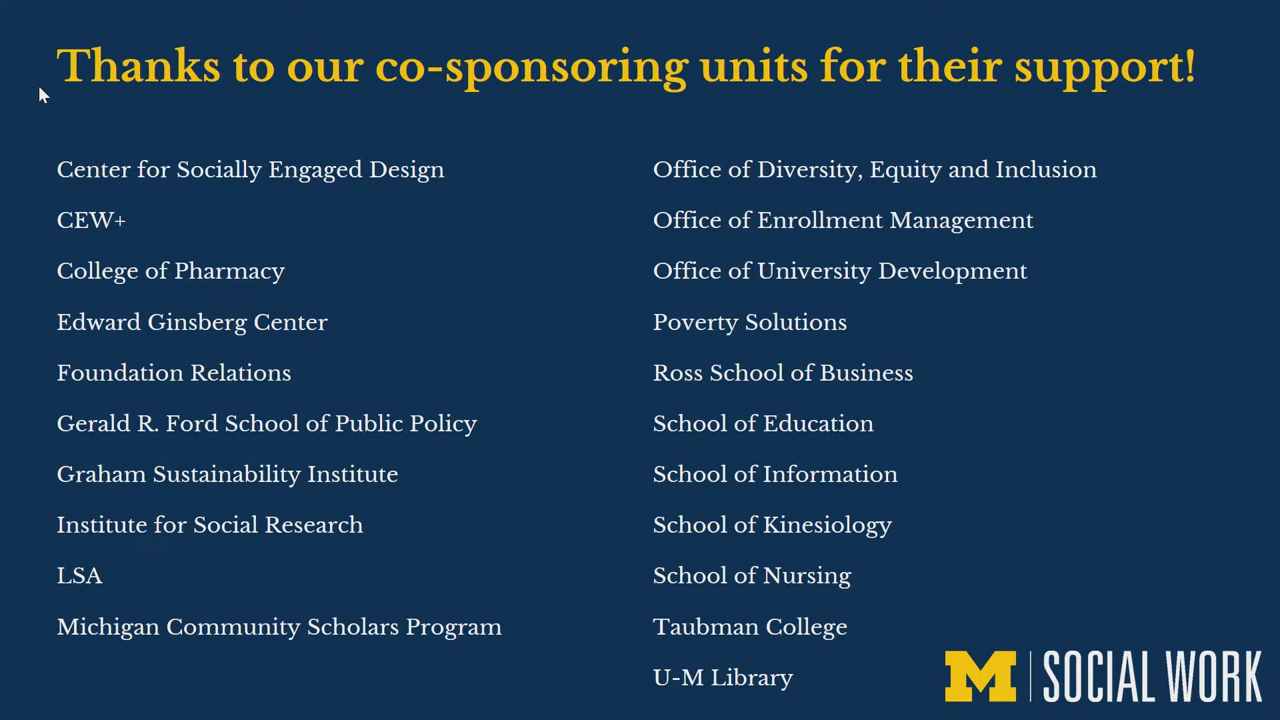 Thanks to our co-sponsoring units for their support!
Center for Socially Engaged Design
CEW+
College of Pharmacy
Edward Ginsberg Center
Foundation Relations
Gerald R. Ford School of Public Policy
Graham Sustainability Institute
Institute for Social Research
LSA
Michigan Community Scholars Program
Office of Diversity, Equity and Inclusion
Office of Enrollment Management
Office of University Development
Poverty Solutions
Ross School of Business
School of Education
School of Information
School of Kinesiology
School of Nursing
Taubman College
U-M Library
M SOCIAL WORK